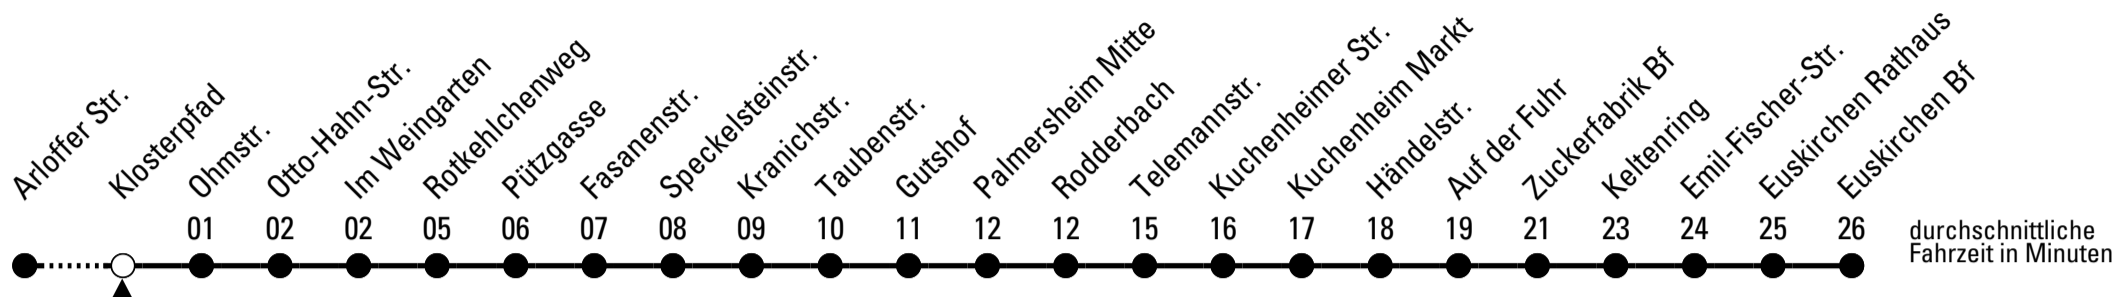 Arloffer Str.
Klosterpfad
Ohmstr.
Otto-Hahn-Str.
Im Weingarten
Rotkehlchenweg
Pützgasse
Fasanenstr.
Speckelsteinstr.
Kranichstr.
Taubenstr.
Gutshof
Palmersheim Mitte
Rodderbach
Telemannstr.
Kuchenheimer Str.
Kuchenheim Markt
Händelstr.
Auf der Fuhr
Zuckerfabrik Bf
Keltenring
Emil-Fischer-Str.
Euskirchen Rathaus
Euskirchen Bf
01 02 02 05 06 07 08 09 10 11 12 12 15 16 17 18 19 21 23 24 25 26
durchschnittliche
Fahrzeit in Minuten